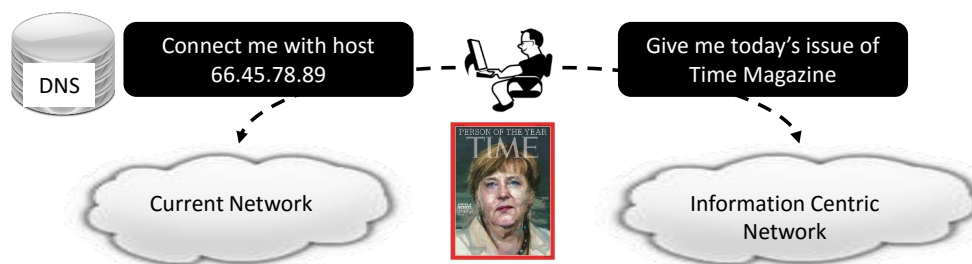 DNS
Connect me with host
66.45.78.89
Give me today's issue of
Time Magazine
PERSON OF THE YEAR
TIME
Current Network
Information Centric
Network